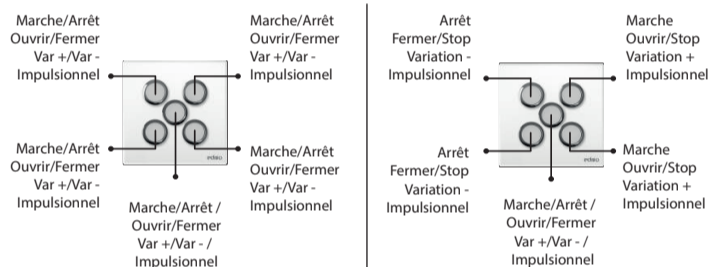 Marche/Arrêt
Ouvrir/Fermer
Var +/Var -
Impulsionnel
Marche/Arrêt
Ouvrir/Fermer
Var +/Var -
Impulsionnel
Marche/Arrêt
Ouvrir/Fermer
Var +/Var -
Impulsionnel
Marche/Arrêt
Ouvrir/Fermer
Var +/Var -
Impulsionnel
Marche/Arrêt /
Ouvrir/Fermer
Var +/Var - /
Impulsionnel
Arrêt
Fermer/Stop
Variation -
Impulsionnel
Marche
Ouvrir/Stop
Variation +
Impulsionnel
Arrêt
Fermer/Stop
Variation -
Impulsionnel
Marche
Ouvrir/Stop
Variation +
Impulsionnel
Marche/Arrêt /
Ouvrir/Fermer
Var +/Var - /
Impulsionnel